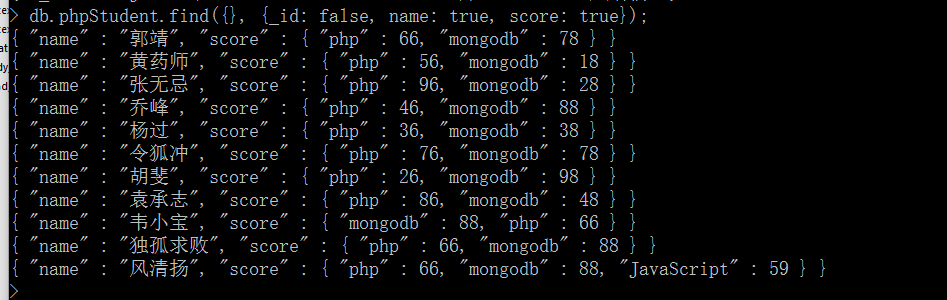 > db.phpStudent.find({}, {_id: false, name: true, score: true});
{ "name" : "郭靖", "score" : { "php" : 66, "mongodb" : 78 } }
{ "name" : "黄药师", "score" : { "php" : 56, "mongodb" : 18 } }
{ "name" : "张无忌", "score" : { "php" : 96, "mongodb" : 28 } }
{ "name" : "乔峰", "score" : { "php" : 46, "mongodb" : 88 } }
{ "name" : "杨过", "score" : { "php" : 36, "mongodb" : 38 } }
{ "name" : "令狐冲", "score" : { "php" : 76, "mongodb" : 78 } }
{ "name" : "胡斐", "score" : { "php" : 26, "mongodb" : 98 } }
{ "name" : "袁承志", "score" : { "php" : 86, "mongodb" : 48 } }
{ "name" : "韦小宝", "score" : { "mongodb" : 88, "php" : 66 } }
{ "name" : "独孤求败", "score" : { "php" : 66, "mongodb" : 88 } }
{ "name" : "风清扬", "score" : { "php" : 66, "mongodb" : 88, "JavaScript" : 59 } }
>